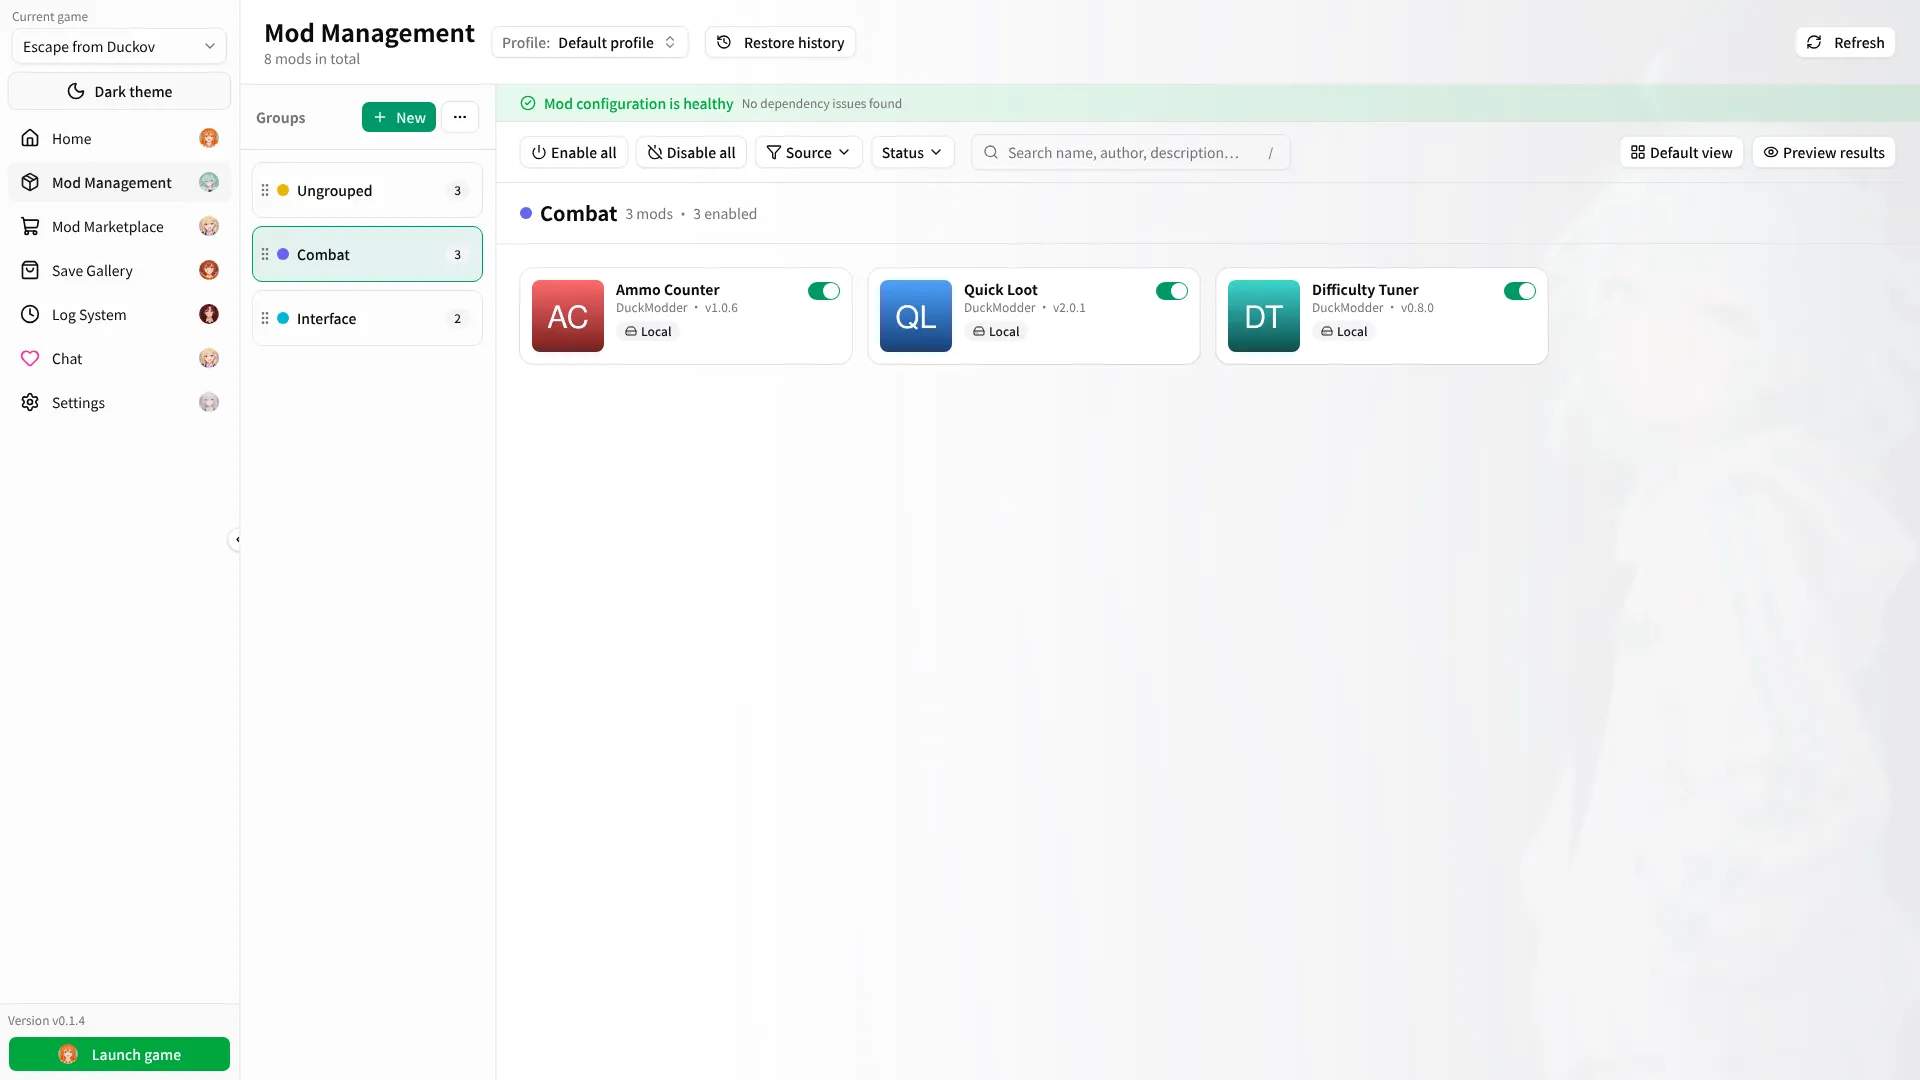 Current game
Escape from Duckov
Dark theme
Home
Mod Management
Mod Marketplace
Save Gallery
Log System
Chat
Settings
Version v0.1.4
Launch game
Mod Management
8 mods in total
Profile: Default profile
Restore history
Refresh
Groups
New
Ungrouped 3
Combat 3
Interface 2
Mod configuration is healthy No dependency issues found
Enable all
Disable all
Source
Status
Search name, author, description… /
Default view
Preview results
Combat 3 mods • 3 enabled
AC
Ammo Counter
DuckModder • v1.0.6
Local
QL
Quick Loot
DuckModder • v2.0.1
Local
DT
Difficulty Tuner
DuckModder • v0.8.0
Local